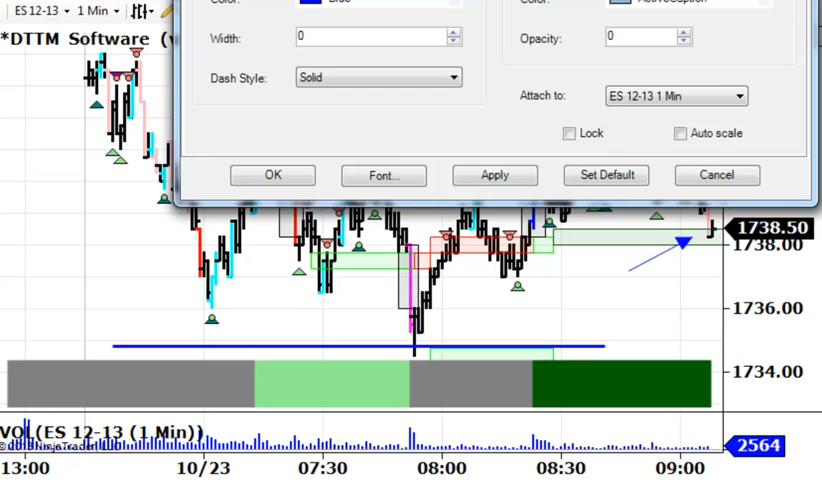 ES 12-13 1 Min
Color: Blue Color: ActiveCaption
Width: 0 Opacity: 0
Dash Style: Solid
Attach to: ES 12-13 1 Min
Lock Auto scale
OK Font... Apply Set Default Cancel
*DTTM Software (v
1738.50
1738.00
1736.00
1734.00
VOL(ES 12-13 (1 Min))
2564
13:00 10/23 07:30 08:00 08:30 09:00